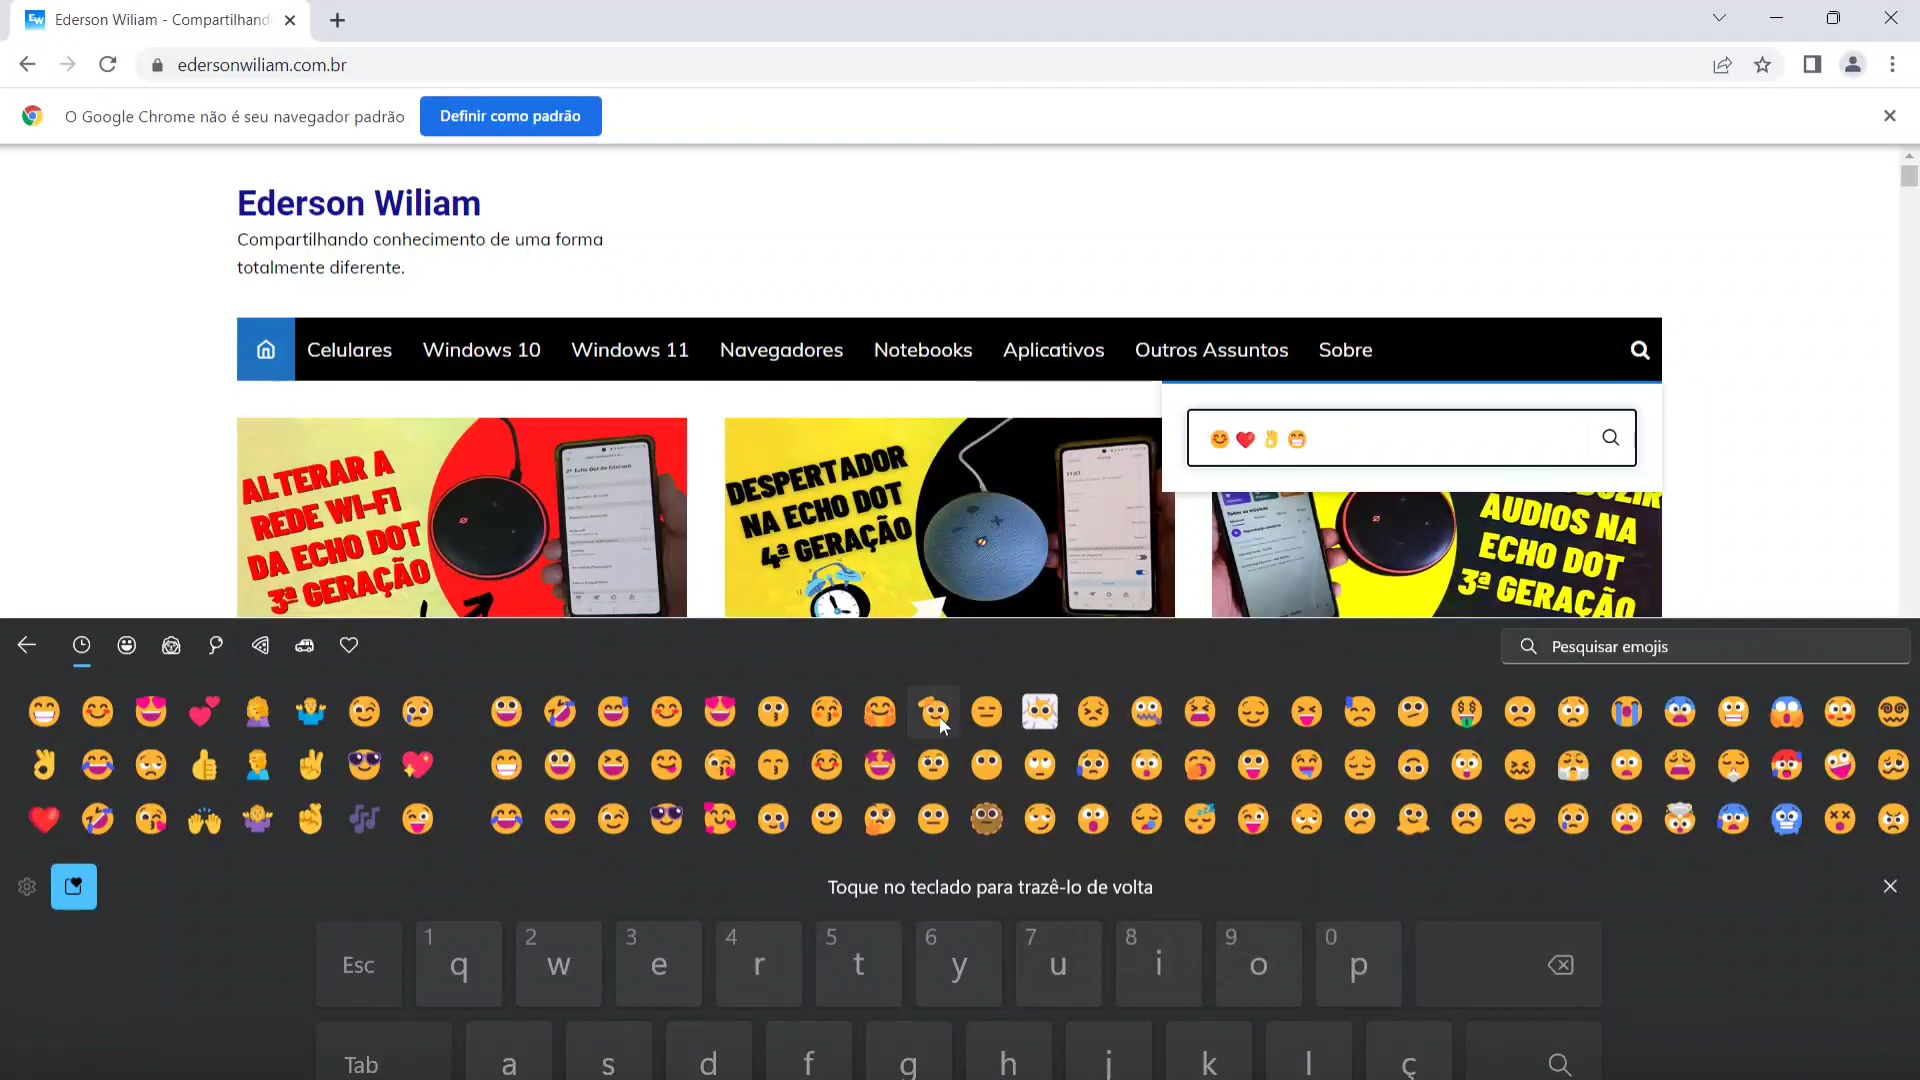 Ederson Wiliam - Compartilhand
edersonwiliam.com.br
O Google Chrome não é seu navegador padrão
Definir como padrão
Ederson Wiliam
Compartilhando conhecimento de uma forma
totalmente diferente.
Celulares Windows 10 Windows 11 Navegadores Notebooks Aplicativos Outros Assuntos Sobre
ALTERAR A
REDE WI-FI
DA ECHO DOT
3ª GERAÇÃO
DESPERTADOR
NA ECHO DOT
4ª GERAÇÃO
ÁUDIOS NA
ECHO DOT
3ª GERAÇÃO
Pesquisar emojis
Toque no teclado para trazê-lo de volta
1 2 3 4 5 6 7 8 9 0
Esc q w e r t y u i o p
Tab a s d f g h j k l ç